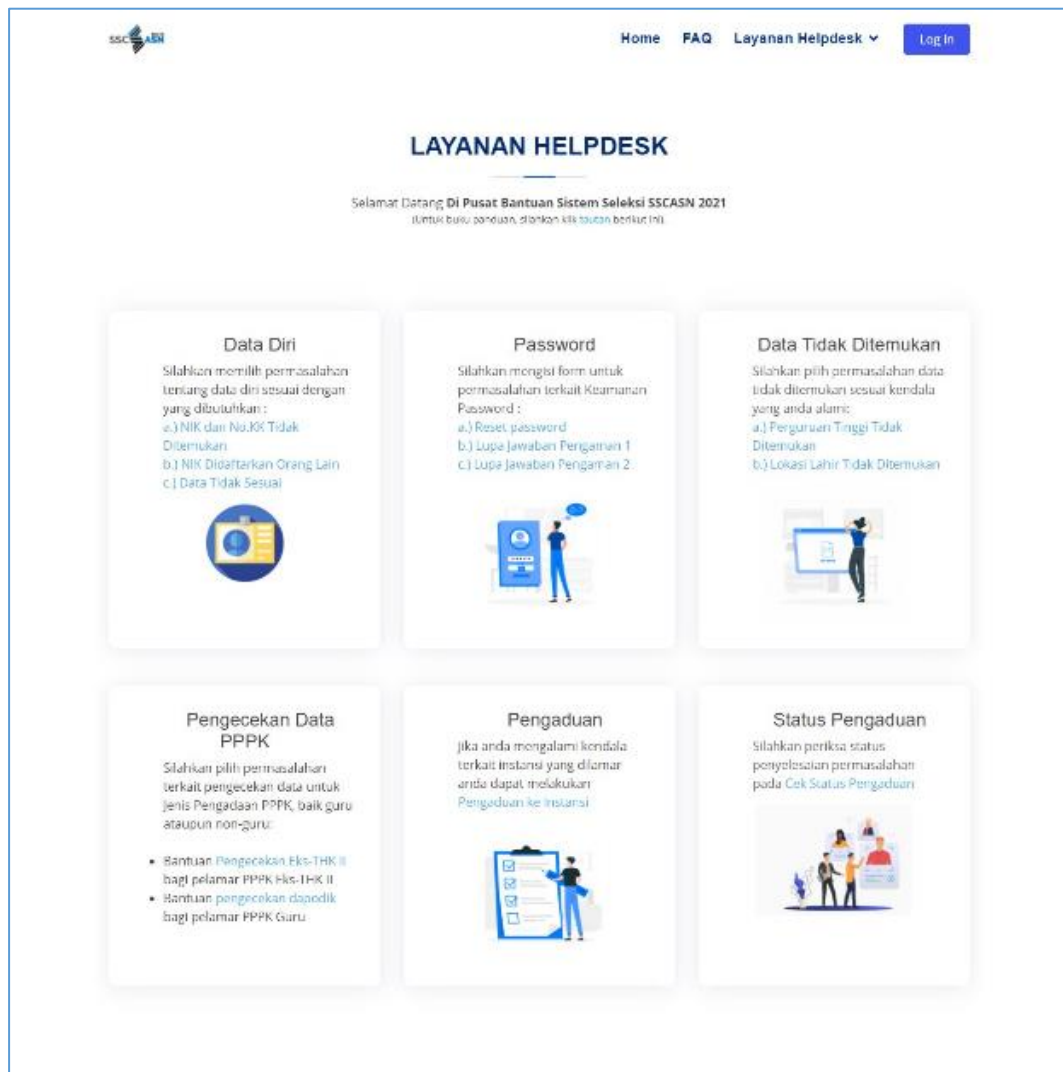 SSC ASN
Home FAQ Layanan Helpdesk Log In
LAYANAN HELPDESK
Selamat Datang Di Pusat Bantuan Sistem Seleksi SSCASN 2021
(Untuk buku panduan, silahkan klik tautan berikut ini).
Data Diri
Silahkan memilih permasalahan
tentang data diri sesuai dengan
yang dibutuhkan :
a.) NIK dan No.KK Tidak
Ditemukan
b.) NIK Didaftarkan Orang Lain
c.) Data Tidak Sesuai
Password
Silahkan mengisi form untuk
permasalahan terkait Keamanan
Password :
a.) Reset password
b.) Lupa Jawaban Pengaman 1
c.) Lupa Jawaban Pengaman 2
Data Tidak Ditemukan
Silahkan pilih permasalahan data
tidak ditemukan sesuai kendala
yang anda alami:
a.) Perguruan Tinggi Tidak
Ditemukan
b.) Lokasi Lahir Tidak Ditemukan
Pengecekan Data
PPPK
Silahkan pilih permasalahan
terkait pengecekan data untuk
Jenis Pengadaan PPPK, baik guru
ataupun non-guru:
• Bantuan Pengecekan Eks-THK II
bagi pelamar PPPK Eks-THK II
• Bantuan pengecekan dapodik
bagi pelamar PPPK Guru
Pengaduan
Jika anda mengalami kendala
terkait instansi yang dilamar
anda dapat melakukan
Pengaduan ke Instansi
Status Pengaduan
Silahkan periksa status
penyelesaian permasalahan
pada Cek Status Pengaduan